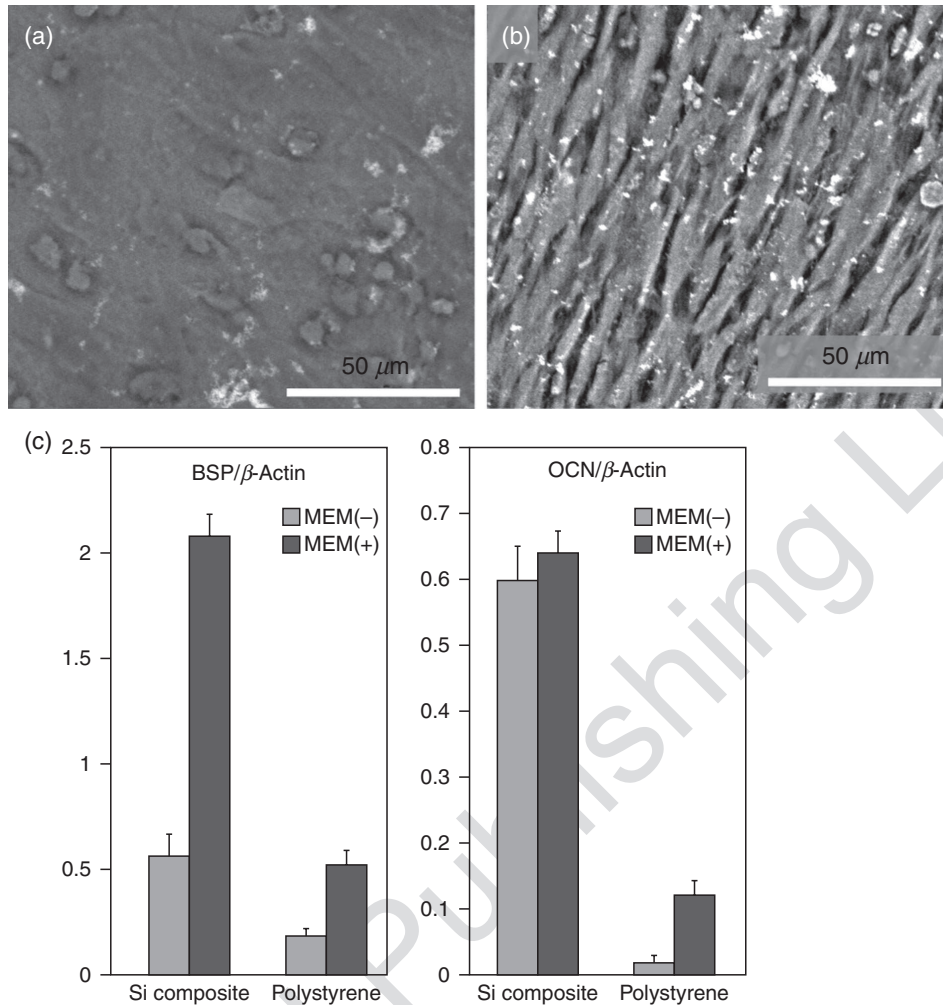 (a)
(b)
50 μm
50 μm
(c)
2.5
2
1.5
1
0.5
0
BSP/β-Actin
MEM(–)
MEM(+)
Si composite
Polystyrene
0.8
0.7
0.6
0.5
0.4
0.3
0.2
0.1
0
OCN/β-Actin
MEM(–)
MEM(+)
Si composite
Polystyrene
Publishing